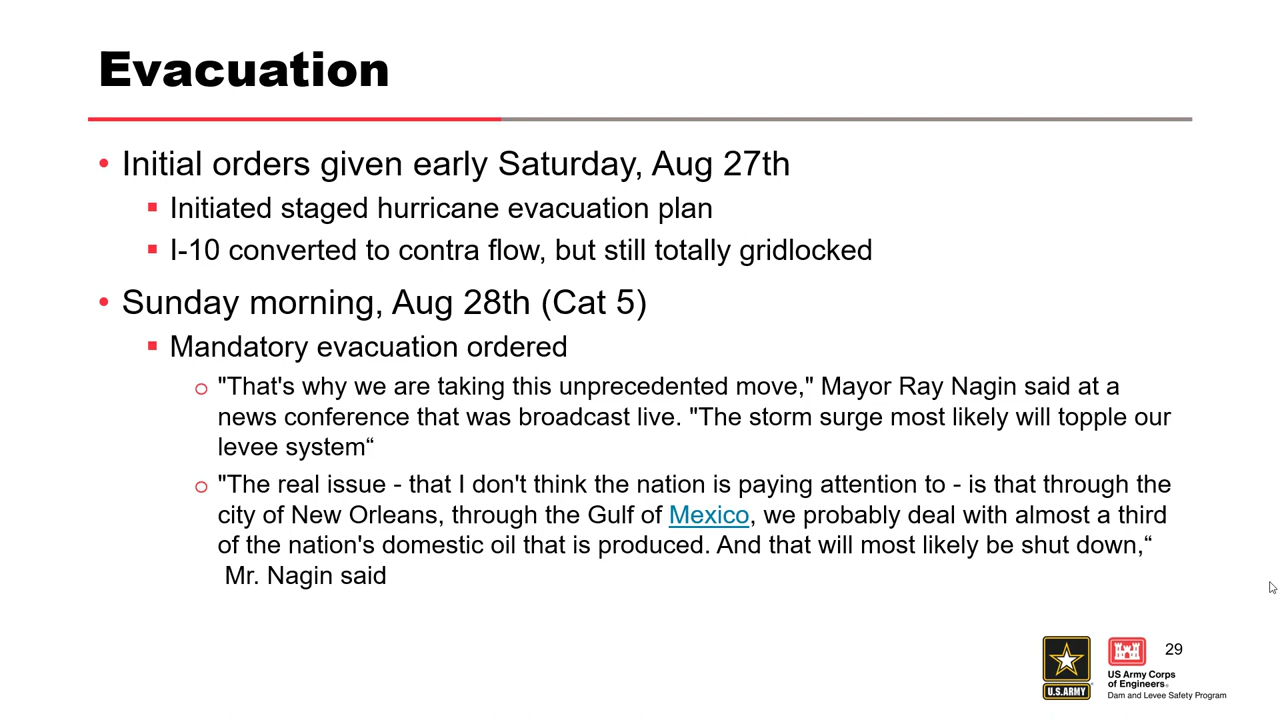 Evacuation
• Initial orders given early Saturday, Aug 27th
▪ Initiated staged hurricane evacuation plan
▪ I-10 converted to contra flow, but still totally gridlocked
• Sunday morning, Aug 28th (Cat 5)
▪ Mandatory evacuation ordered
o "That's why we are taking this unprecedented move," Mayor Ray Nagin said at a
news conference that was broadcast live. "The storm surge most likely will topple our
levee system“
o "The real issue - that I don't think the nation is paying attention to - is that through the
city of New Orleans, through the Gulf of Mexico, we probably deal with almost a third
of the nation's domestic oil that is produced. And that will most likely be shut down,“
Mr. Nagin said
29
U.S.ARMY
US Army Corps
of Engineers®
Dam and Levee Safety Program